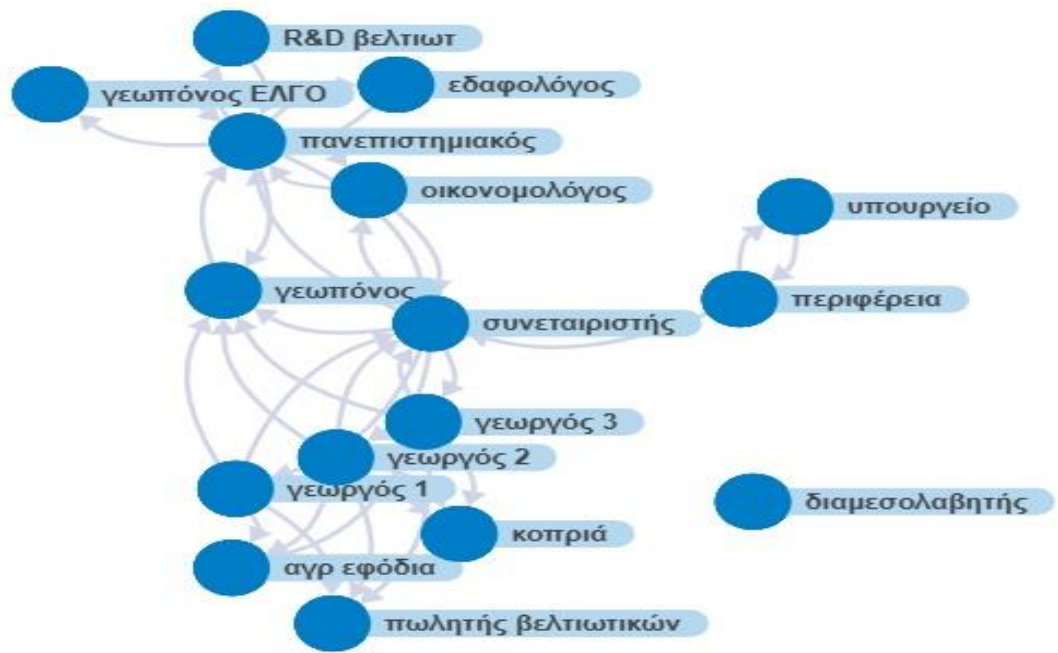 R&D βελτιωτ
εδαφολόγος
γεωπόνος ΕΛΓΟ
πανεπιστημιακός
οικονομολόγος
υπουργείο
γεωπόνος
περιφέρεια
συνεταιριστής
γεωργός 3
γεωργός 2
γεωργός 1
διαμεσολαβητής
κοπριά
αγρ εφόδια
πωλητής βελτιωτικών